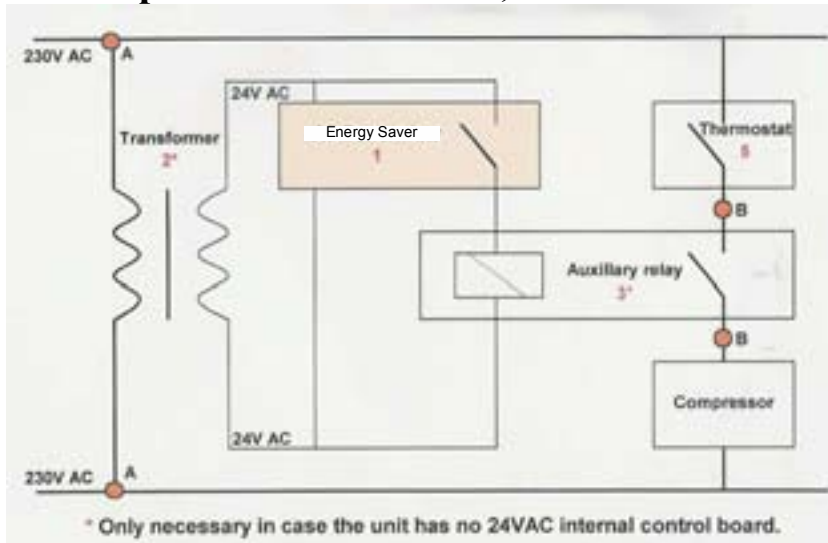 230V AC
A
24V AC
Energy Saver
1
Transformer
2*
Thermostat
5
B
Auxillary relay
3*
B
Compressor
24V AC
230V AC
A
* Only necessary in case the unit has no 24VAC internal control board.